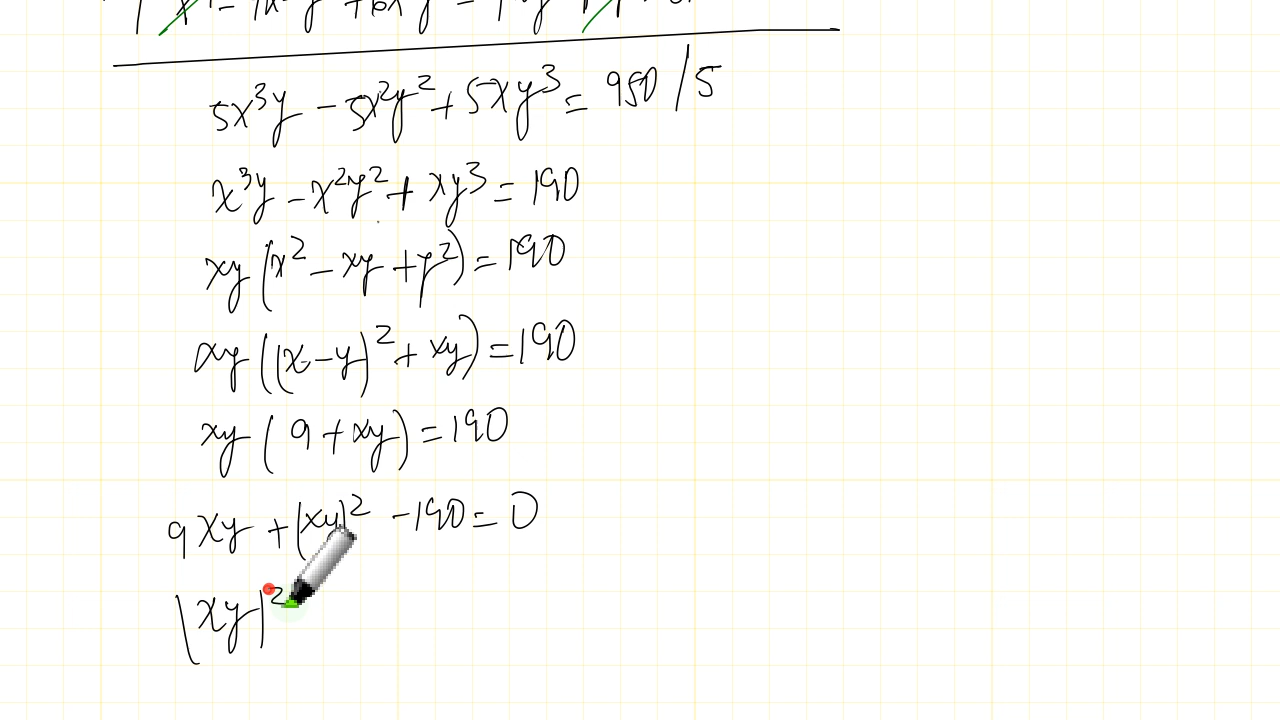 5x³y - 5x²y² + 5xy³ = 950 / 5
x³y - x²y² + xy³ = 190
xy(x² - xy + y²) = 190
xy((x-y)² + xy) = 190
xy(9 + xy) = 190
9xy + (xy)² - 190 = 0
(xy)²